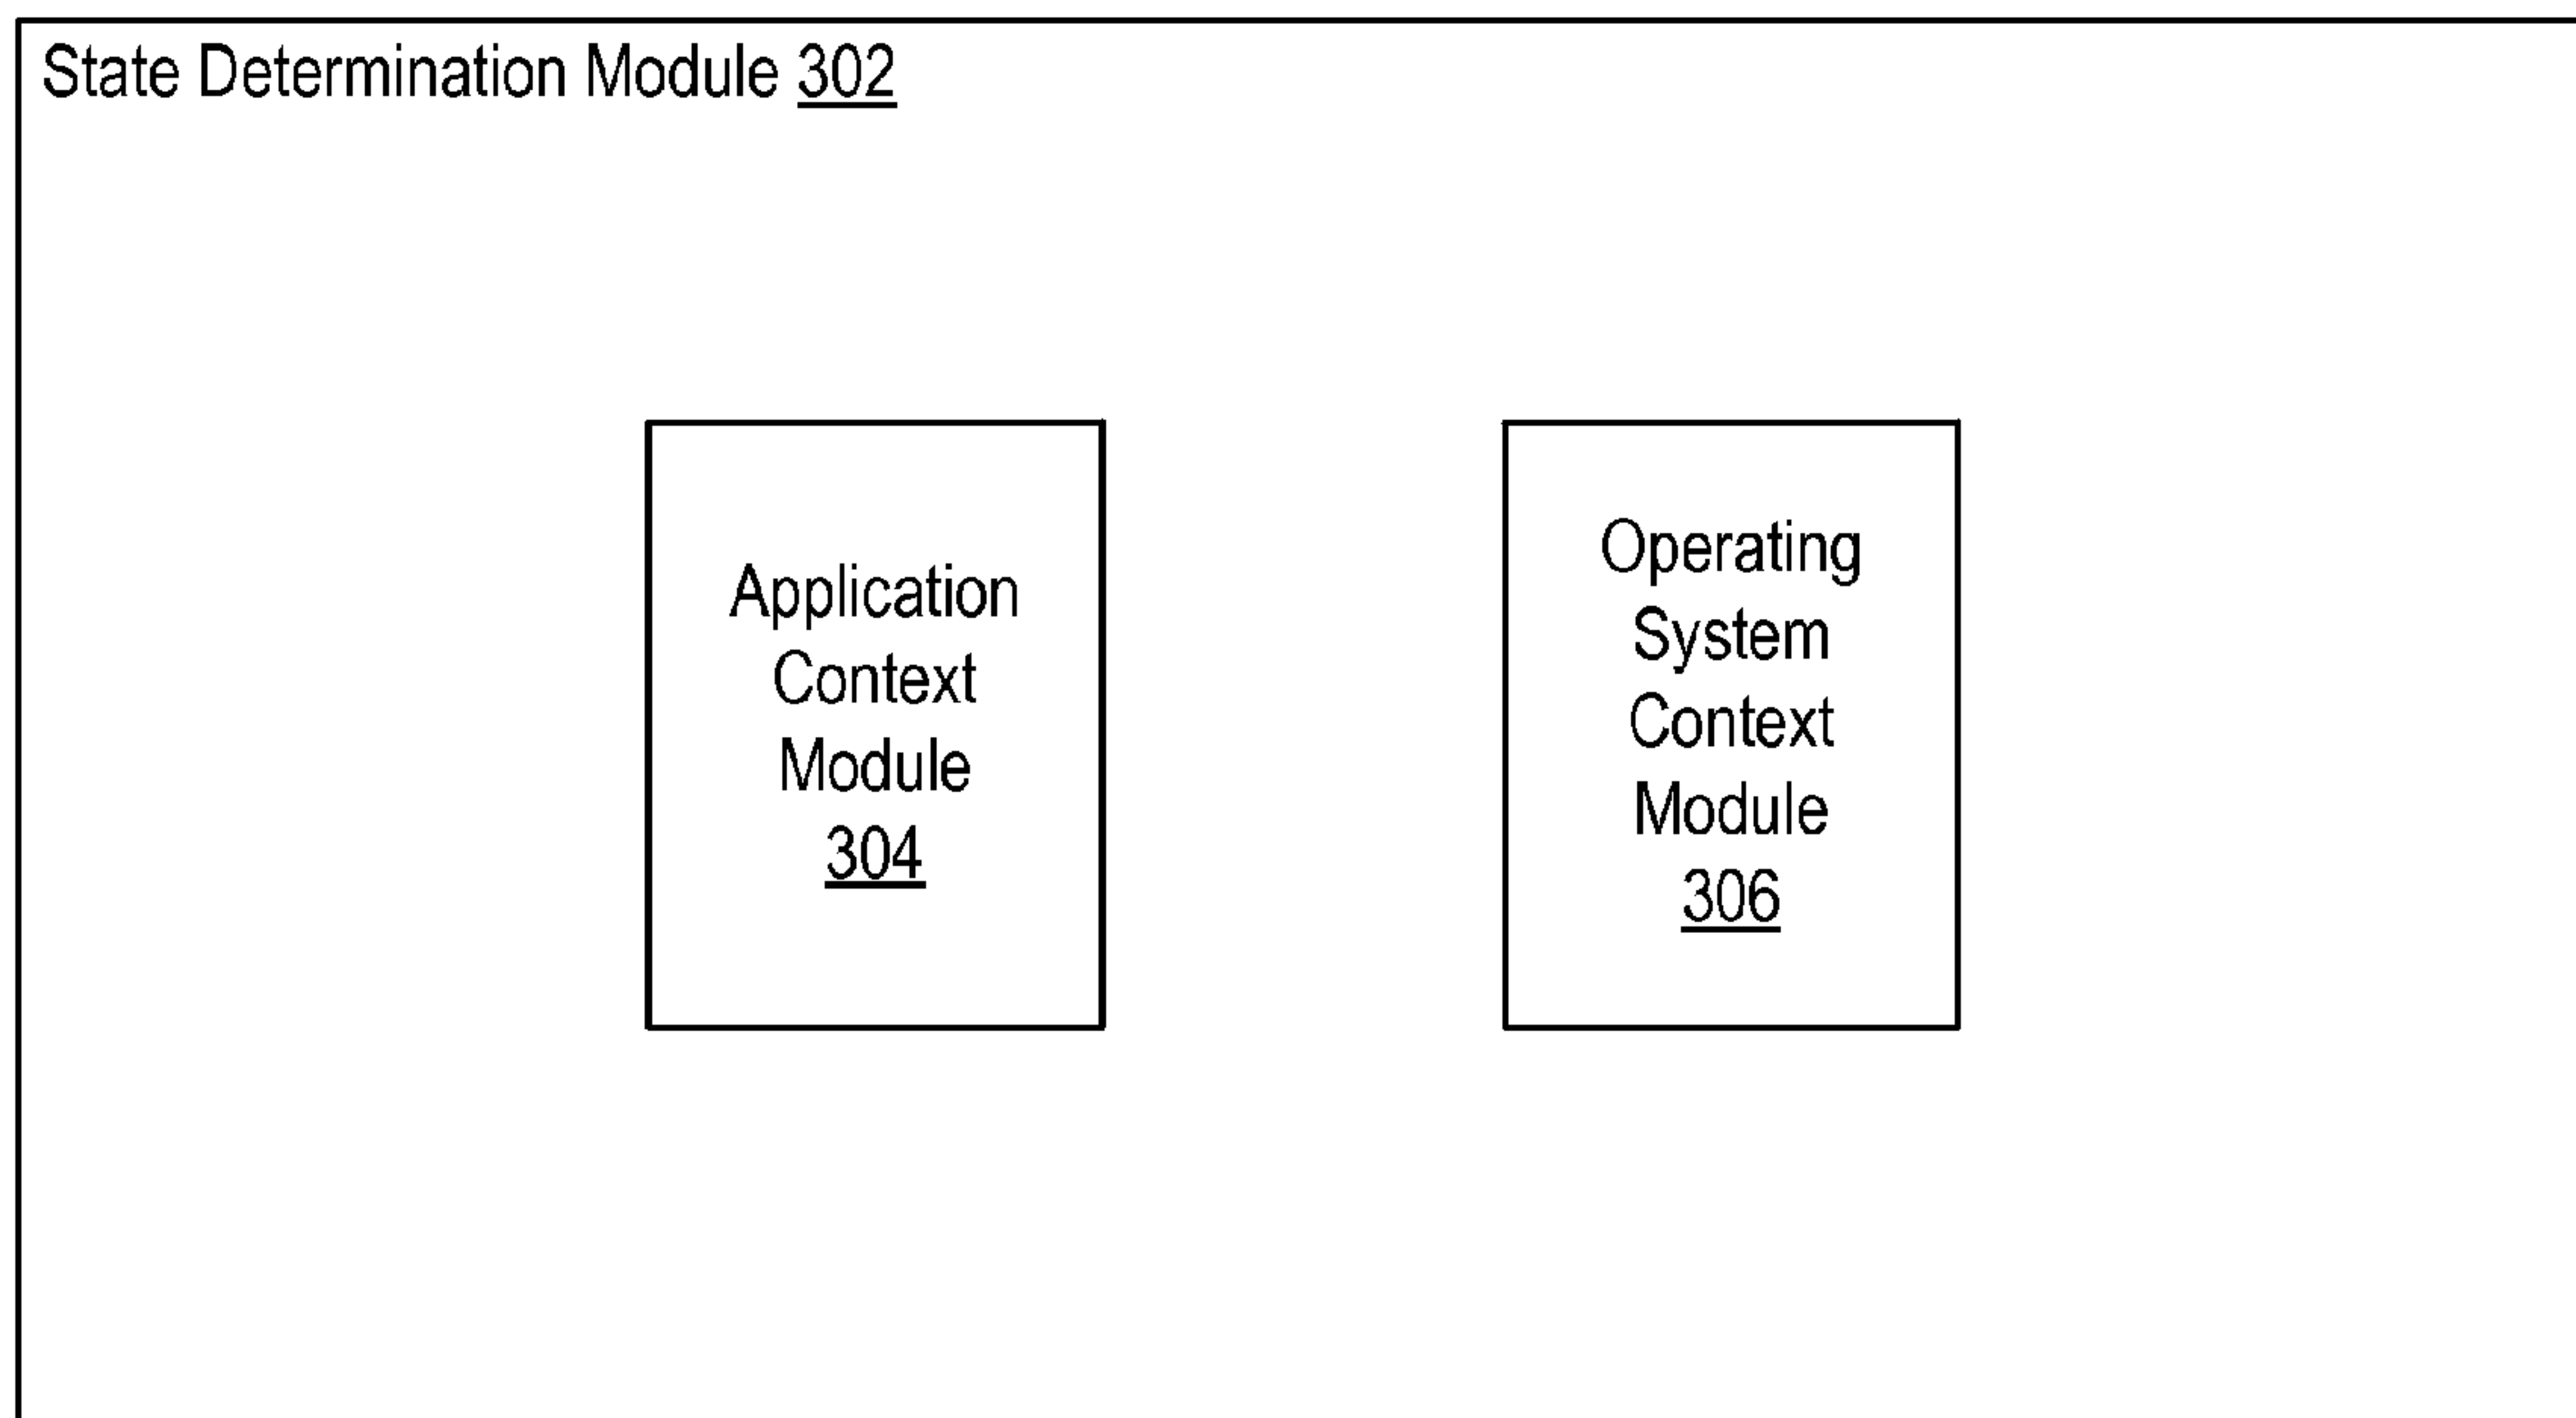 State Determination Module 302
Application
Context
Module
304
Operating
System
Context
Module
306